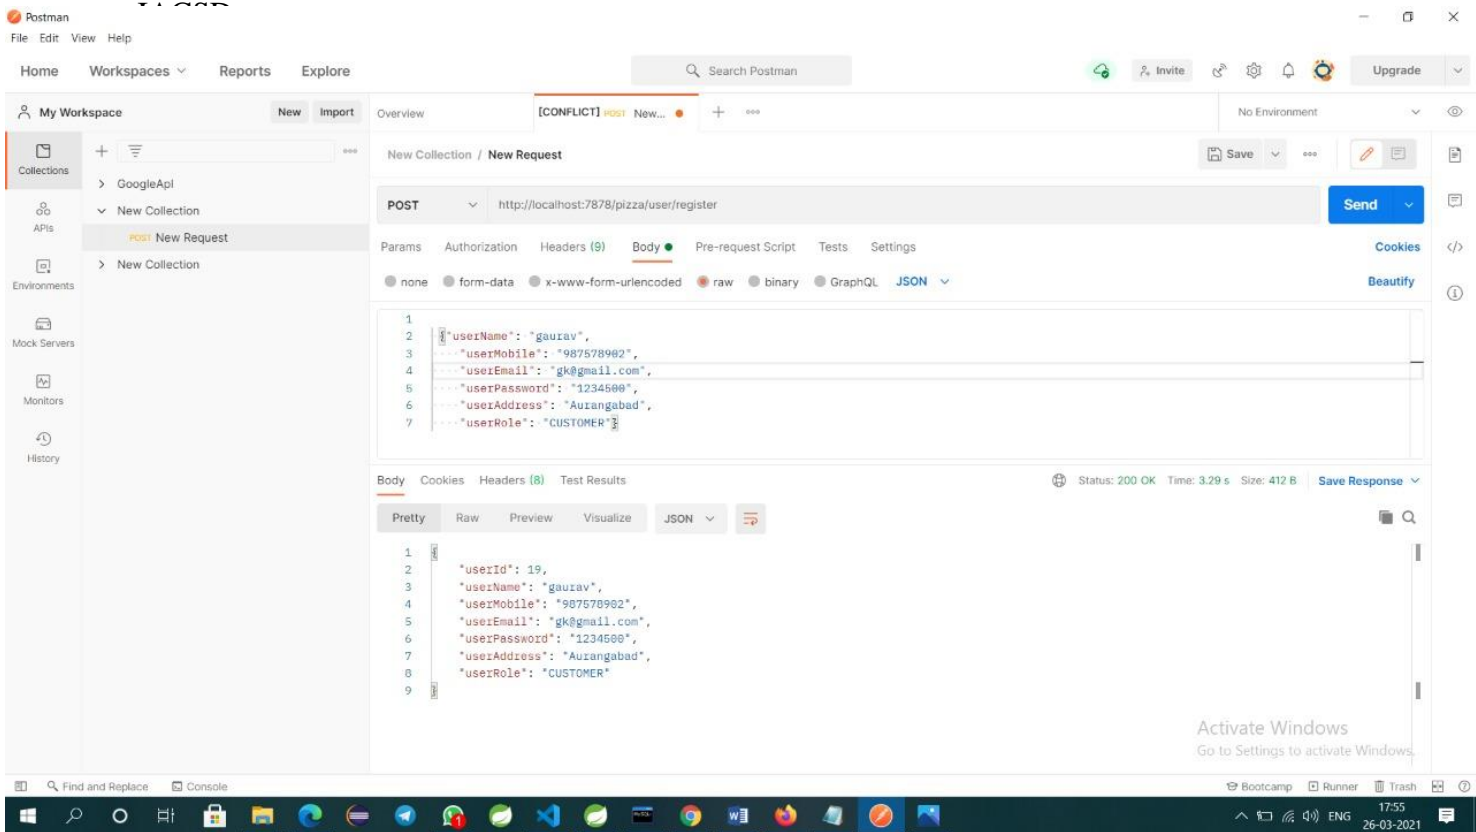 Postman
File Edit View Help
Home Workspaces Reports Explore Search Postman Invite Upgrade
My Workspace New Import Overview [CONFLICT] POST New... No Environment
Collections
New Collection / New Request Save
GoogleApI
POST http://localhost:7878/pizza/user/register Send
New Collection
APIs
POST New Request
Params Authorization Headers (9) Body Pre-request Script Tests Settings Cookies
New Collection
Environments
none form-data x-www-form-urlencoded raw binary GraphQL JSON Beautify
Mock Servers
Monitors
History
1
2 {"userName": "gaurav",
3 "userMobile": "987578902",
4 "userEmail": "gk@gmail.com",
5 "userPassword": "1234500",
6 "userAddress": "Aurangabad",
7 "userRole": "CUSTOMER"}
Body Cookies Headers (8) Test Results Status: 200 OK Time: 3.29 s Size: 412 B Save Response
Pretty Raw Preview Visualize JSON
1 {
2 "userId": 19,
3 "userName": "gaurav",
4 "userMobile": "987578902",
5 "userEmail": "gk@gmail.com",
6 "userPassword": "1234500",
7 "userAddress": "Aurangabad",
8 "userRole": "CUSTOMER"
9 }
Activate Windows
Go to Settings to activate Windows.
Find and Replace Console Bootcamp Runner Trash
ENG
17:55
26-03-2021